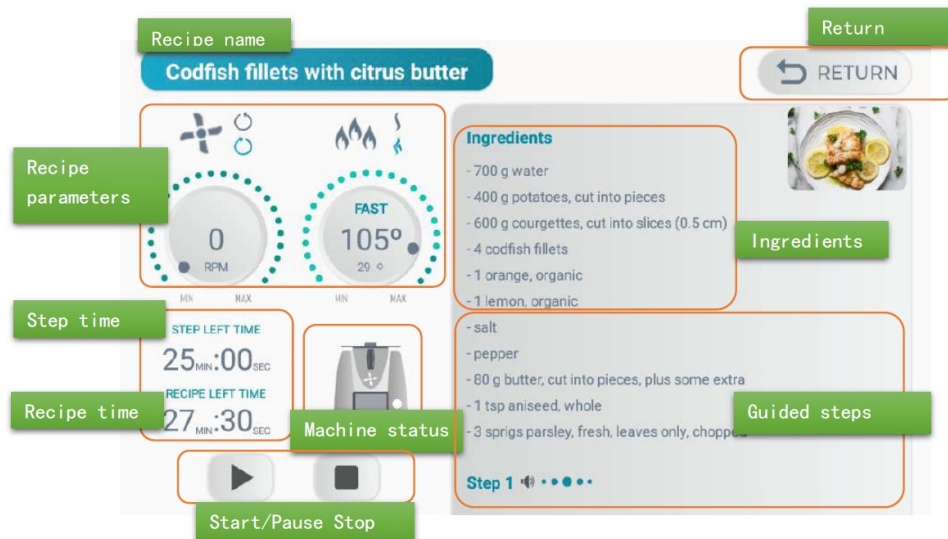 Recipe name
Return
Codfish fillets with citrus butter
RETURN
Recipe
parameters
FAST
0
RPM
105º
29
MIN MAX
MIN MAX
Ingredients
- 700 g water
- 400 g potatoes, cut into pieces
- 600 g courgettes, cut into slices (0.5 cm)
- 4 codfish fillets
- 1 orange, organic
- 1 lemon, organic
Ingredients
Step time
STEP LEFT TIME
25MIN:00SEC
Recipe time
RECIPE LEFT TIME
27MIN:30SEC
Machine status
- salt
- pepper
- 80 g butter, cut into pieces, plus some extra
- 1 tsp aniseed, whole
- 3 sprigs parsley, fresh, leaves only, chopped
Guided steps
Step 1
Start/Pause Stop